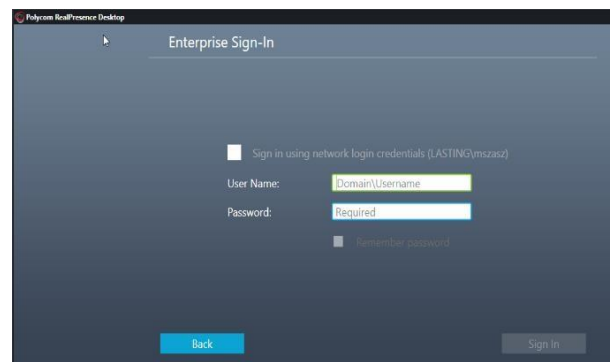 Polycom RealPresence Desktop
Enterprise Sign-In
Sign in using network login credentials (LASTING\mszasz)
User Name: Domain\Username
Password: Required
Remember password
Back Sign In